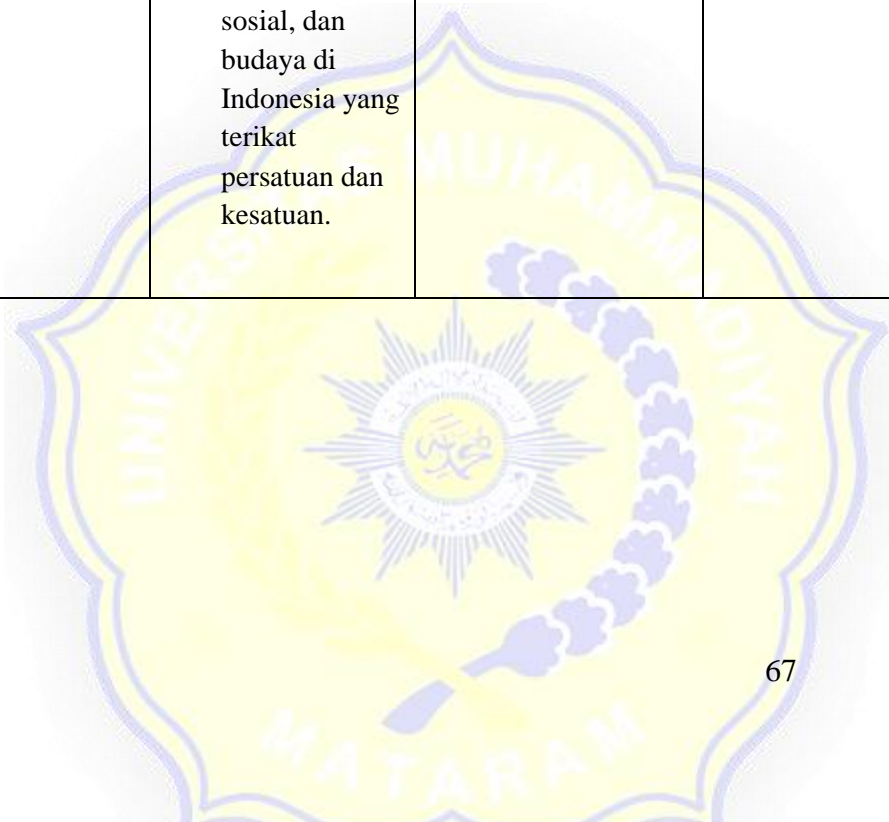 sosial, dan
budaya di
Indonesia yang
terikat
persatuan dan
kesatuan.
UNIVERSITAS MUHAMMADIYAH
67
MATARAM